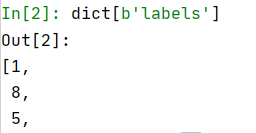 In[2]: dict[b'labels']
Out[2]:
[1,
 8,
 5,